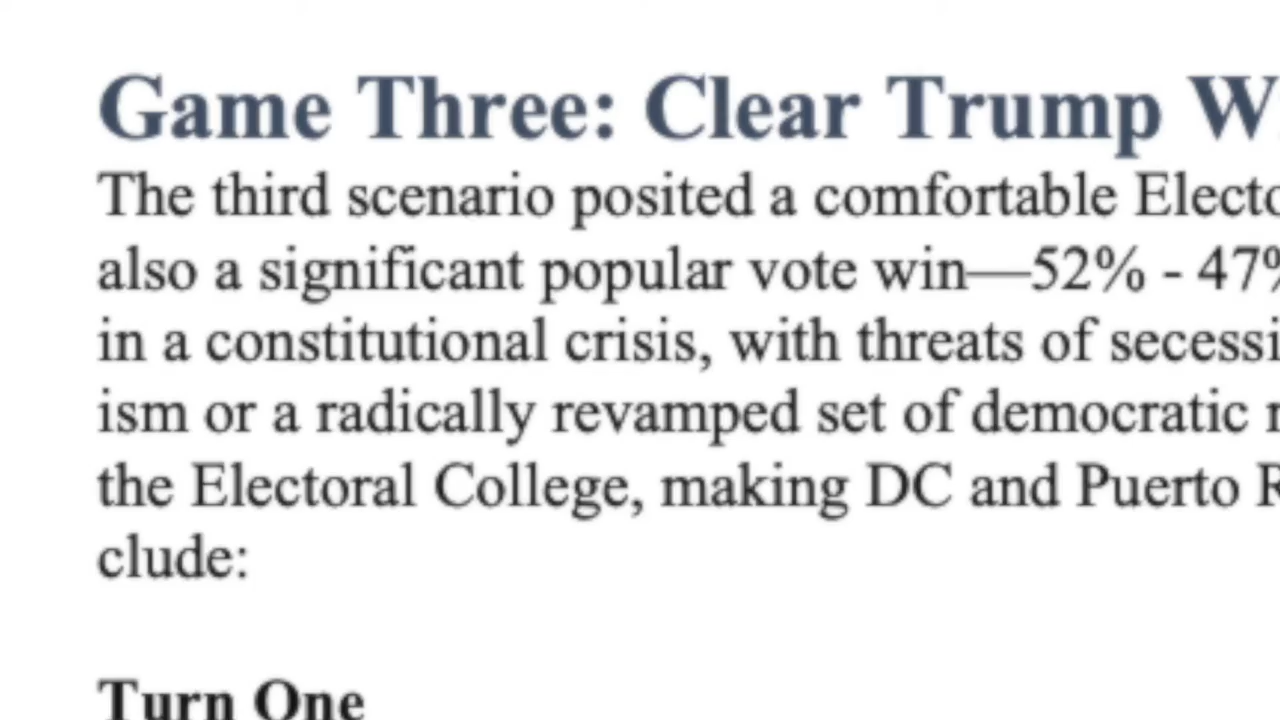 Game Three: Clear Trump W
The third scenario posited a comfortable Electo
also a significant popular vote win—52% - 47%
in a constitutional crisis, with threats of secessi
ism or a radically revamped set of democratic r
the Electoral College, making DC and Puerto R
clude:
Turn One